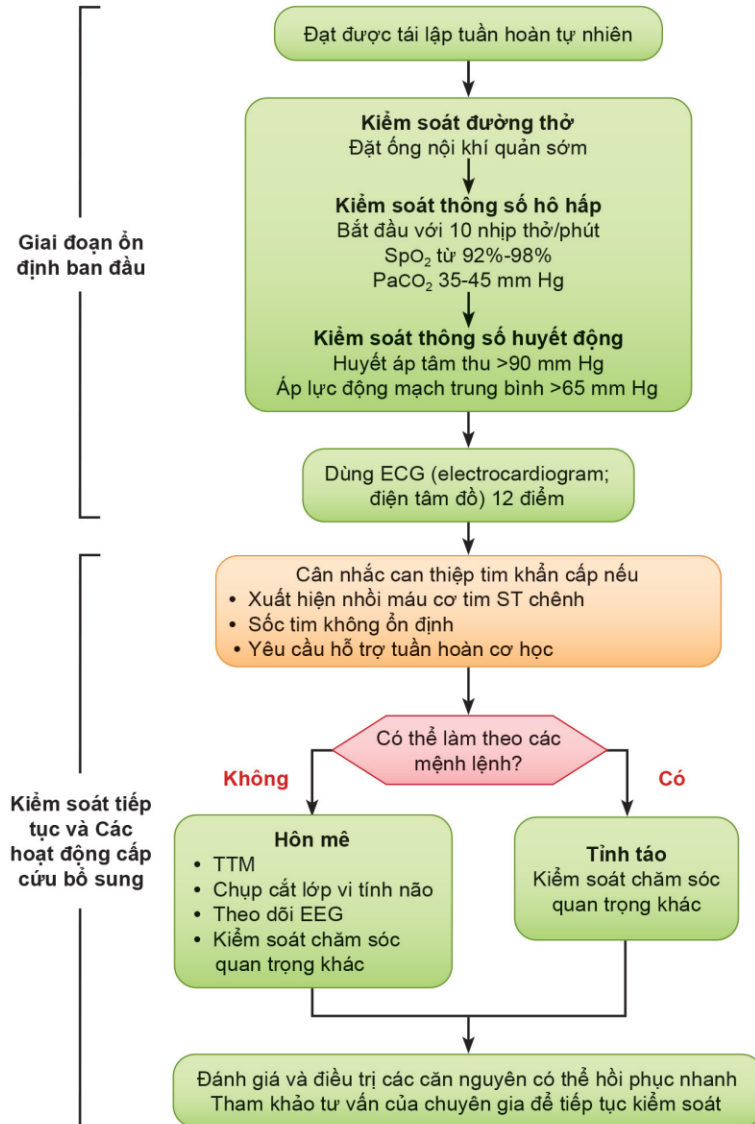 Đạt được tái lập tuần hoàn tự nhiên
Giai đoạn ổn
định ban đầu
Kiểm soát đường thở
Đặt ống nội khí quản sớm
Kiểm soát thông số hô hấp
Bắt đầu với 10 nhịp thở/phút
SpO₂ từ 92%-98%
PaCO₂ 35-45 mm Hg
Kiểm soát thông số huyết động
Huyết áp tâm thu >90 mm Hg
Áp lực động mạch trung bình >65 mm Hg
Dùng ECG (electrocardiogram;
điện tâm đồ) 12 điểm
Kiểm soát tiếp
tục và Các
hoạt động cấp
cứu bổ sung
Cân nhắc can thiệp tim khẩn cấp nếu
• Xuất hiện nhồi máu cơ tim ST chênh
• Sốc tim không ổn định
• Yêu cầu hỗ trợ tuần hoàn cơ học
Có thể làm theo các
mệnh lệnh?
Không
Có
Hôn mê
• TTM
• Chụp cắt lớp vi tính não
• Theo dõi EEG
• Kiểm soát chăm sóc
quan trọng khác
Tỉnh táo
Kiểm soát chăm sóc
quan trọng khác
Đánh giá và điều trị các căn nguyên có thể hồi phục nhanh
Tham khảo tư vấn của chuyên gia để tiếp tục kiểm soát